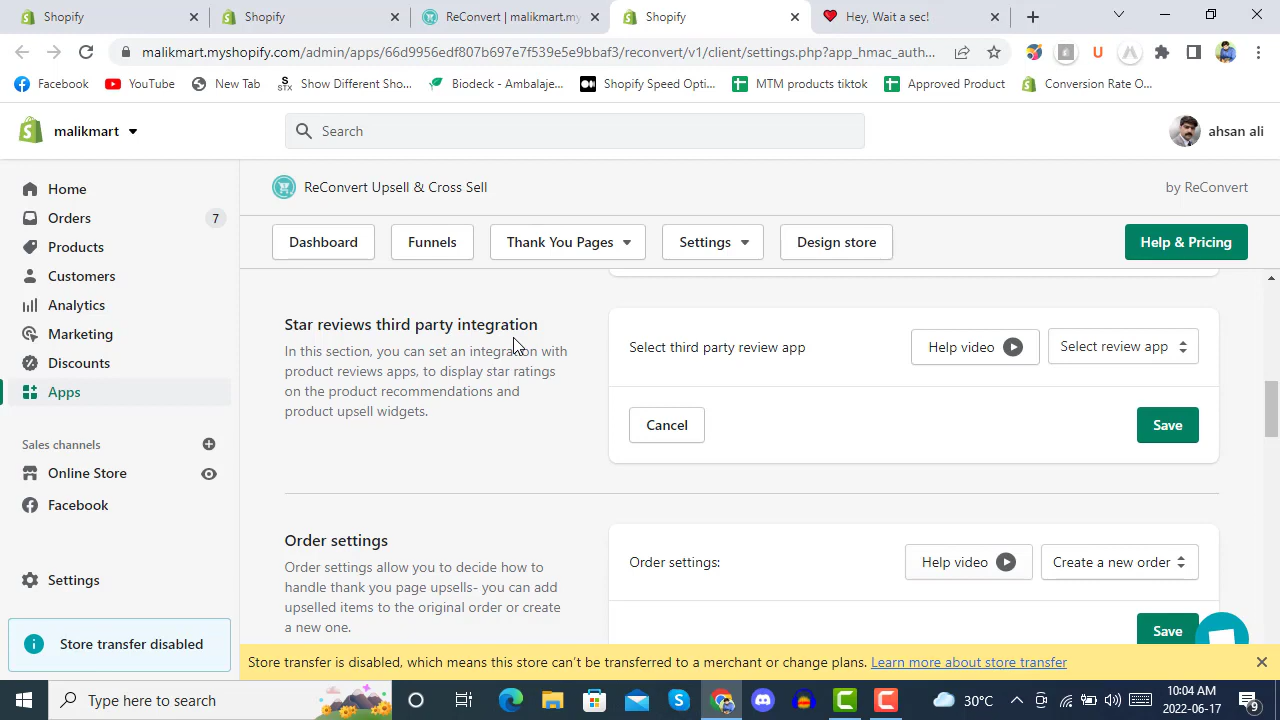 Shopify
Shopify
ReConvert | malikmart.my
Shopify
Hey, Wait a sec!
malikmart.myshopify.com/admin/apps/66d9956edf807b697e7f539e5e9bbaf3/reconvert/v1/client/settings.php?app_hmac_auth...
Facebook
YouTube
New Tab
STX
Show Different Sho...
Biodeck - Ambalaje...
Shopify Speed Opti...
MTM products tiktok
Approved Product
Conversion Rate O...
malikmart
Search
ahsan ali
Home
Orders
7
Products
Customers
Analytics
Marketing
Discounts
Apps
Sales channels
Online Store
Facebook
Settings
Store transfer disabled
ReConvert Upsell & Cross Sell
by ReConvert
Dashboard
Funnels
Thank You Pages
Settings
Design store
Help & Pricing
Star reviews third party integration
In this section, you can set an integration with
product reviews apps, to display star ratings
on the product recommendations and
product upsell widgets.
Select third party review app
Help video
Select review app
Cancel
Save
Order settings
Order settings allow you to decide how to
handle thank you page upsells- you can add
upselled items to the original order or create
a new one.
Order settings:
Help video
Create a new order
Save
Store transfer is disabled, which means this store can't be transferred to a merchant or change plans. Learn more about store transfer
Type here to search
30°C
10:04 AM
2022-06-17
9